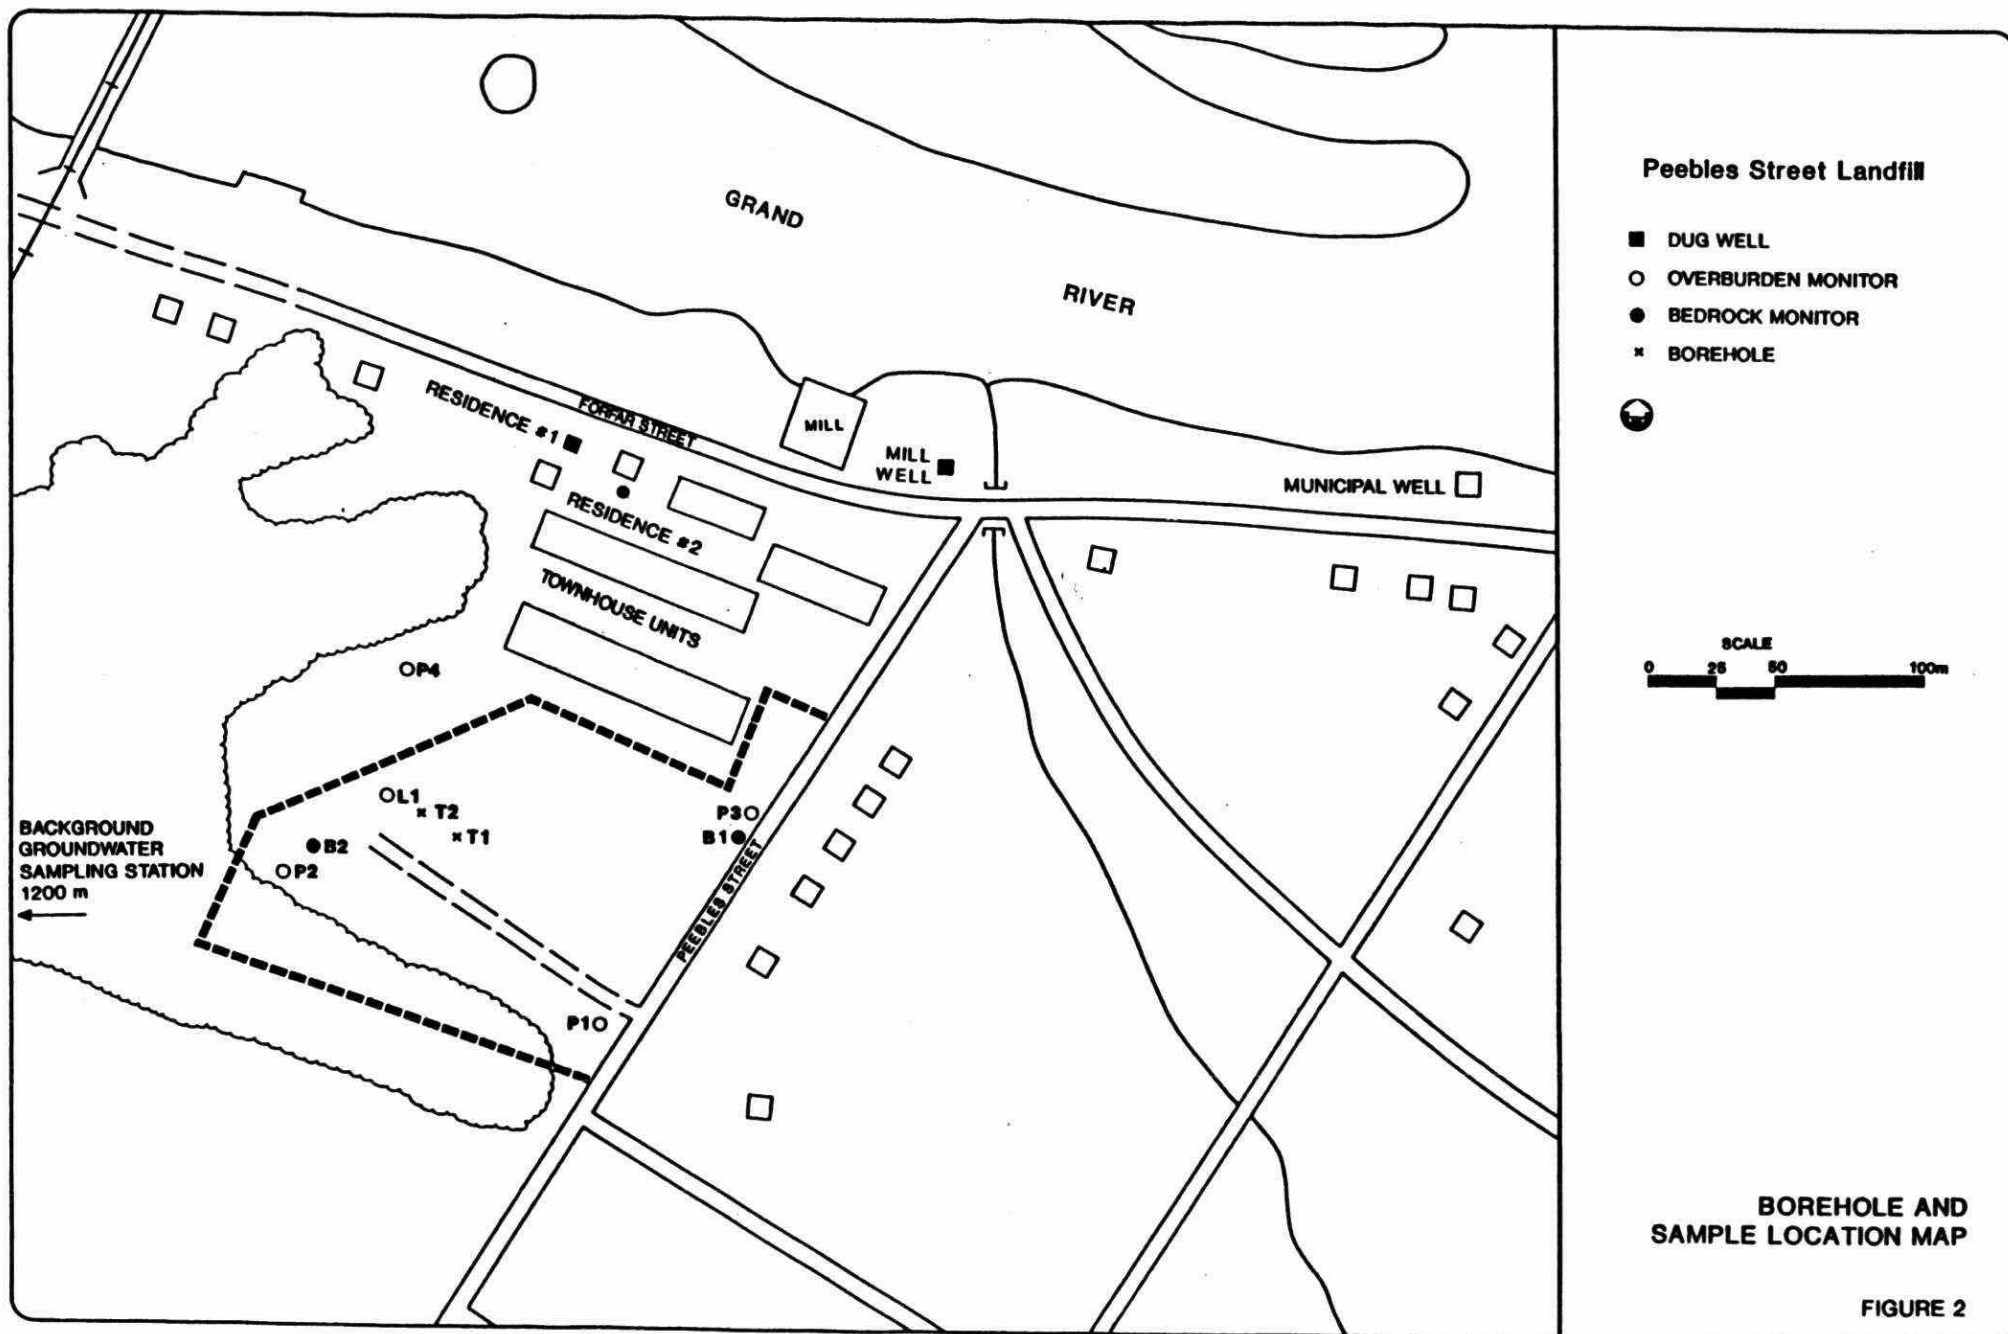 GRAND
RIVER
RESIDENCE #1
FORFAR STREET
MILL
MILL
WELL
MUNICIPAL WELL
RESIDENCE #2
TOWNHOUSE UNITS
P4
L1
T2
T1
B2
P2
P3
B1
PEEBLES STREET
P1
BACKGROUND
GROUNDWATER
SAMPLING STATION
1200 m
Peebles Street Landfill
DUG WELL
OVERBURDEN MONITOR
BEDROCK MONITOR
BOREHOLE
SCALE
0 25 50 100m
BOREHOLE AND
SAMPLE LOCATION MAP
FIGURE 2